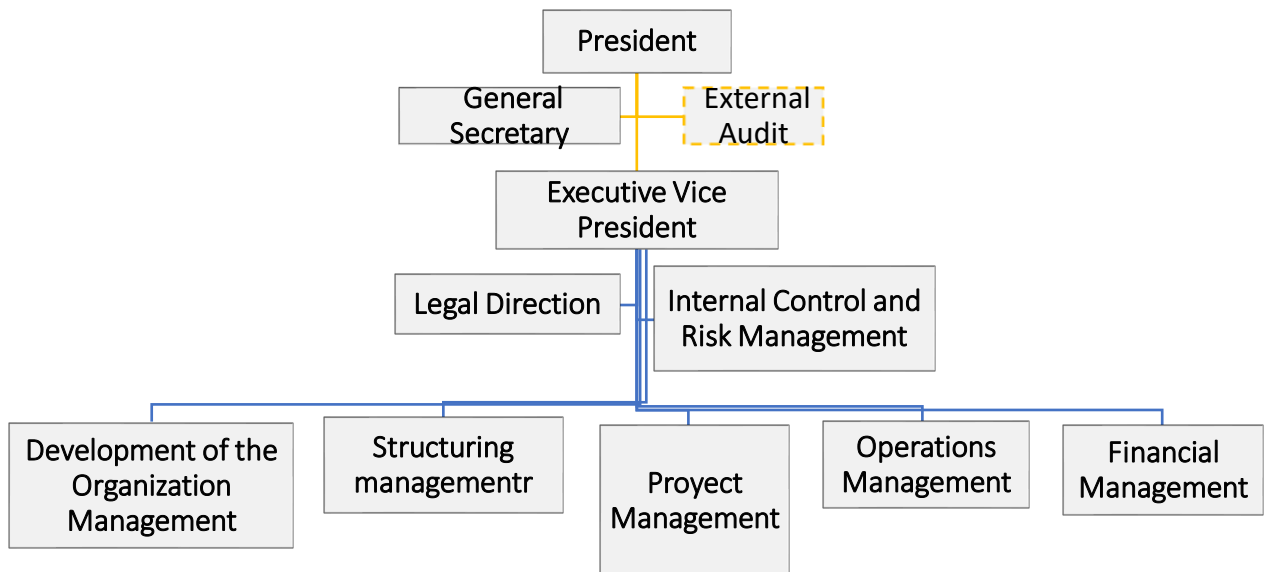 President
General
Secretary
External
Audit
Executive Vice
President
Legal Direction
Internal Control and
Risk Management
Development of the
Organization
Management
Structuring
managementr
Proyect
Management
Operations
Management
Financial
Management